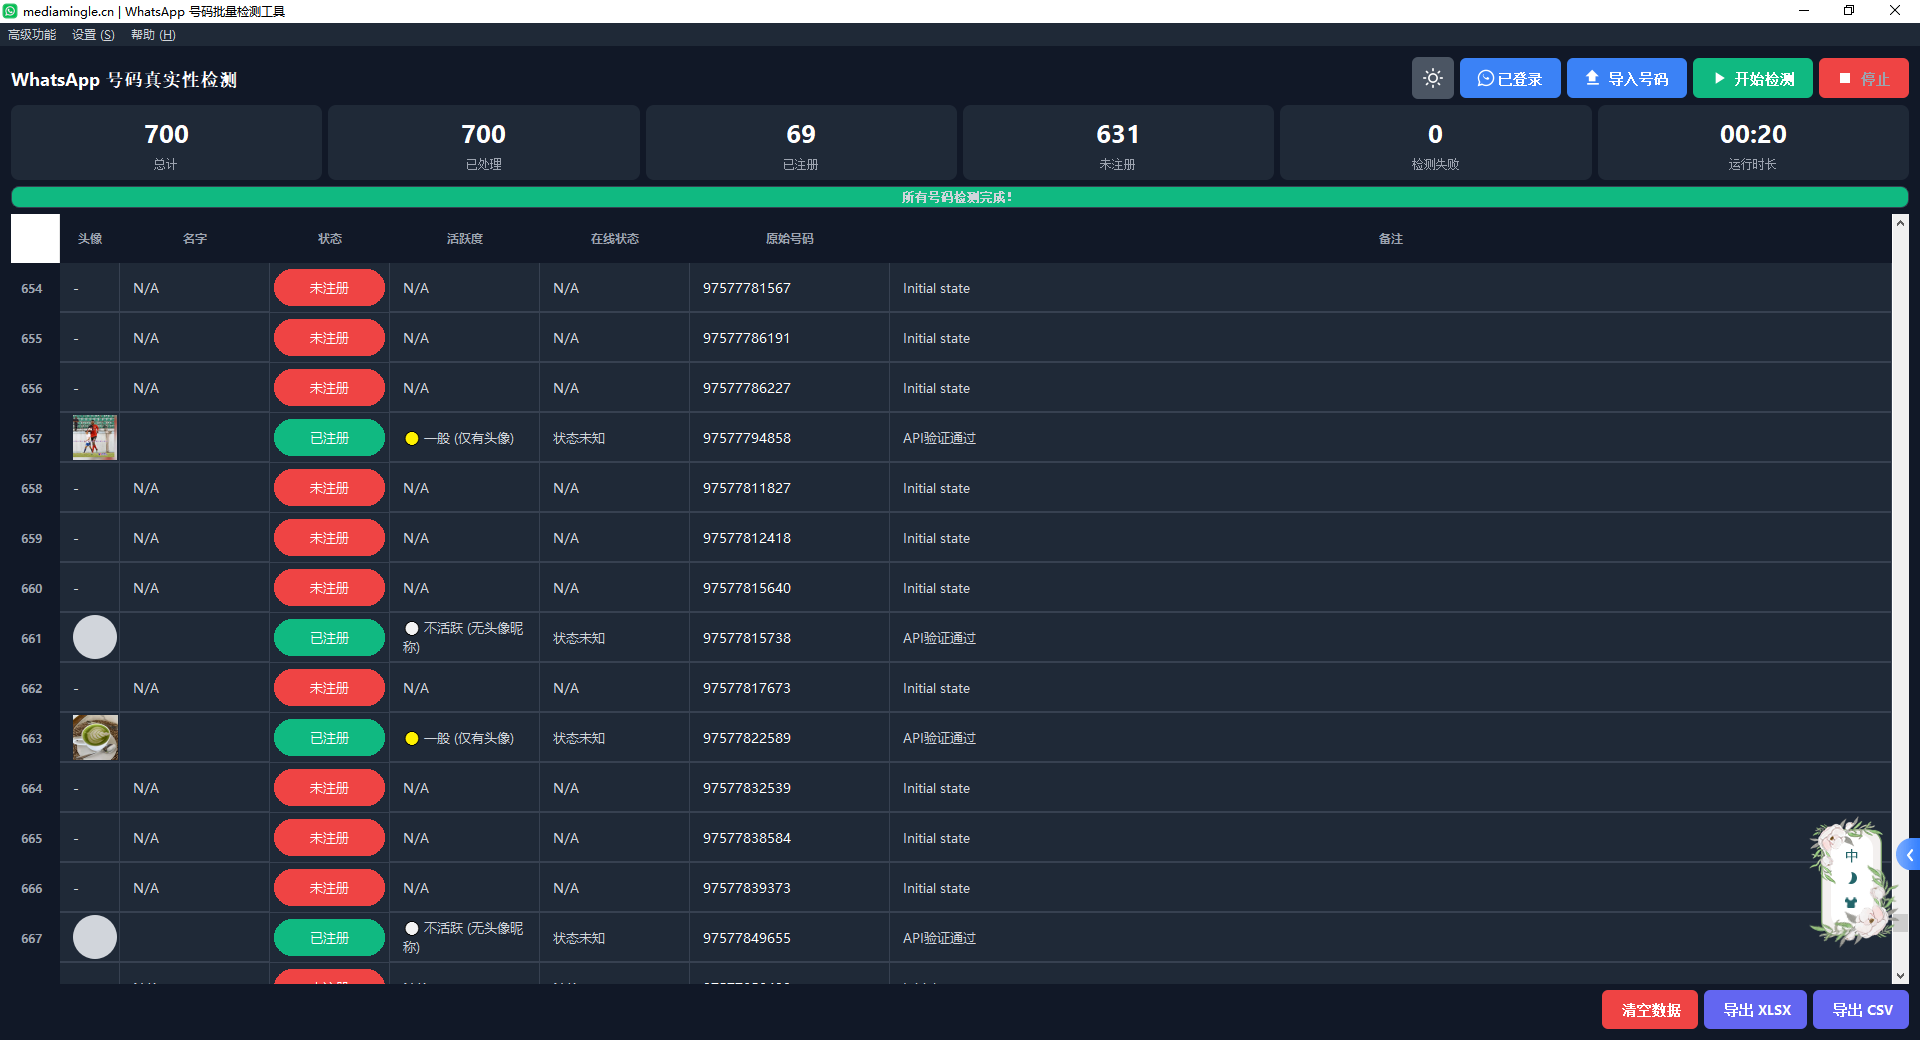 mediamingle.cn | WhatsApp 号码批量检测工具
高级功能 设置 (S) 帮助 (H)
WhatsApp 号码真实性检测
已登录 导入号码 开始检测 停止
700 700 69 631 0 00:20
总计 已处理 已注册 未注册 检测失败 运行时长
所有号码检测完成!
头像 名字 状态 活跃度 在线状态 原始号码 备注
654 - N/A 未注册 N/A N/A 97577781567 Initial state
655 - N/A 未注册 N/A N/A 97577786191 Initial state
656 - N/A 未注册 N/A N/A 97577786227 Initial state
657 已注册 一般 (仅有头像) 状态未知 97577794858 API验证通过
658 - N/A 未注册 N/A N/A 97577811827 Initial state
659 - N/A 未注册 N/A N/A 97577812418 Initial state
660 - N/A 未注册 N/A N/A 97577815640 Initial state
661 已注册 不活跃 (无头像昵
称) 状态未知 97577815738 API验证通过
662 - N/A 未注册 N/A N/A 97577817673 Initial state
663 已注册 一般 (仅有头像) 状态未知 97577822589 API验证通过
664 - N/A 未注册 N/A N/A 97577832539 Initial state
665 - N/A 未注册 N/A N/A 97577838584 Initial state
666 - N/A 未注册 N/A N/A 97577839373 Initial state
667 已注册 不活跃 (无头像昵
称) 状态未知 97577849655 API验证通过
中
清空数据 导出 XLSX 导出 CSV